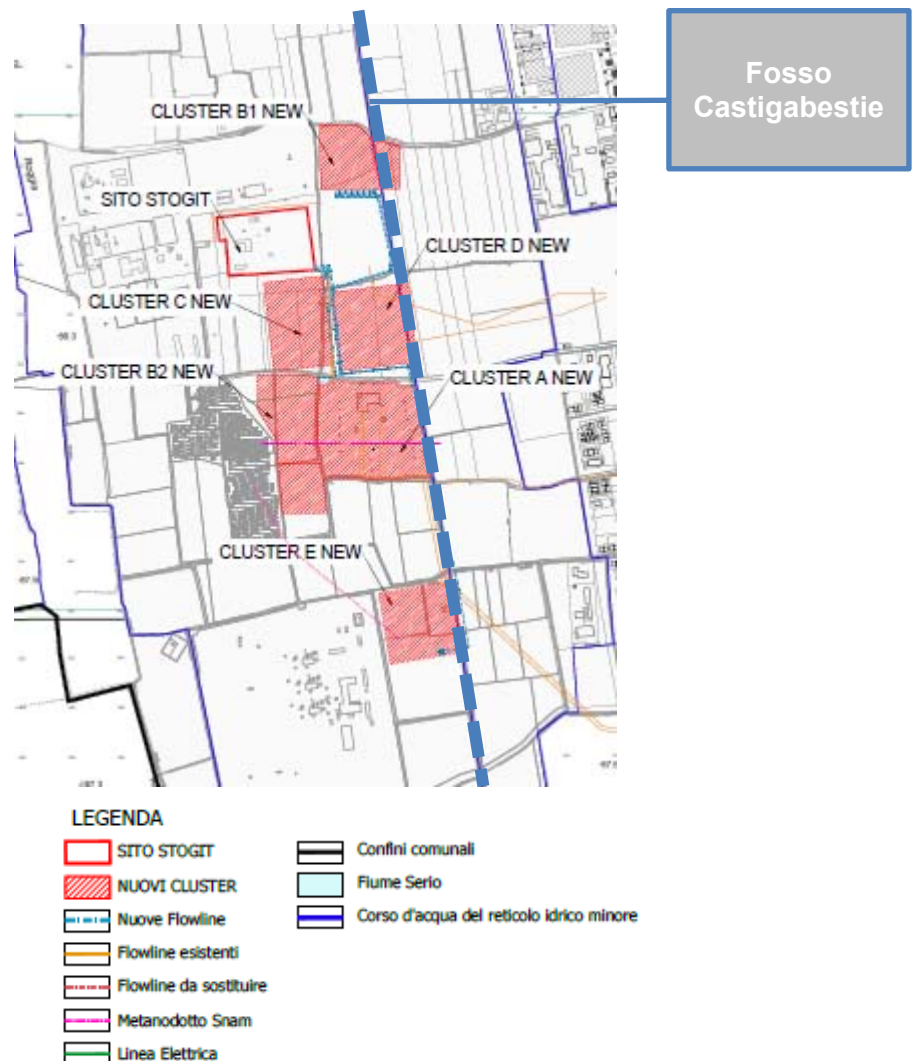 Fosso
Castigabestie
CLUSTER B1 NEW
SITO STOGIT
CLUSTER D NEW
CLUSTER C NEW
CLUSTER B2 NEW
CLUSTER A NEW
CLUSTER E NEW
LEGENDA
SITO STOGIT
NUOVI CLUSTER
Nuove Flowline
Flowline esistenti
Flowline da sostituire
Metanodotto Snam
Linea Elettrica
Confini comunali
Fiume Serio
Corso d'acqua del reticolo idrico minore